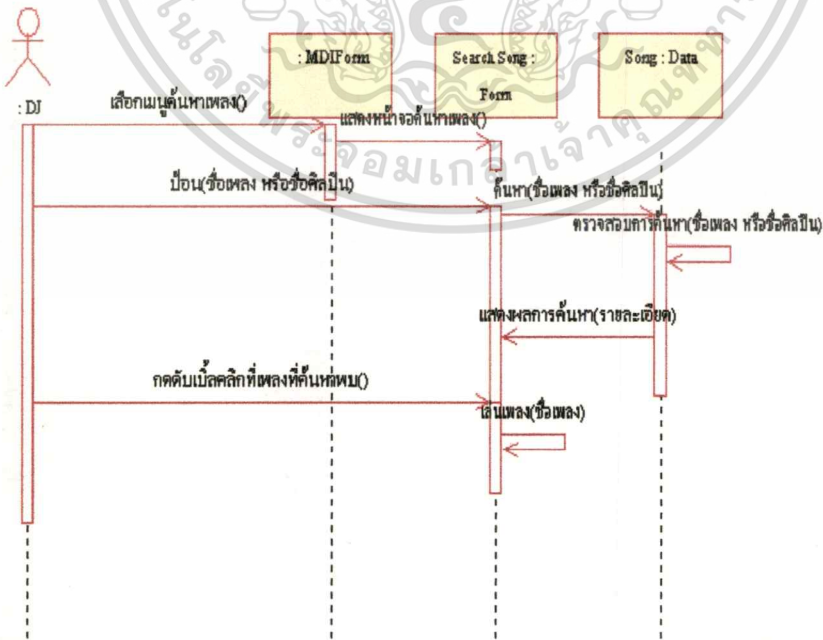 : MDIForm
Search Song :
Form
Song : Data
: DJ
เลือกเมนูค้นหาเพลง()
แสดงหน้าจอค้นหาเพลง()
ป้อน(ชื่อเพลง หรือชื่อศิลปิน)
ค้นหา(ชื่อเพลง หรือชื่อศิลปิน)
ตรวจสอบการค้นหา(ชื่อเพลง หรือชื่อศิลปิน)
แสดงผลการค้นหา(รายละเอียด)
กดดับเบิ้ลคลิกที่เพลงที่ค้นหาพบ()
เล่นเพลง(ชื่อเพลง)